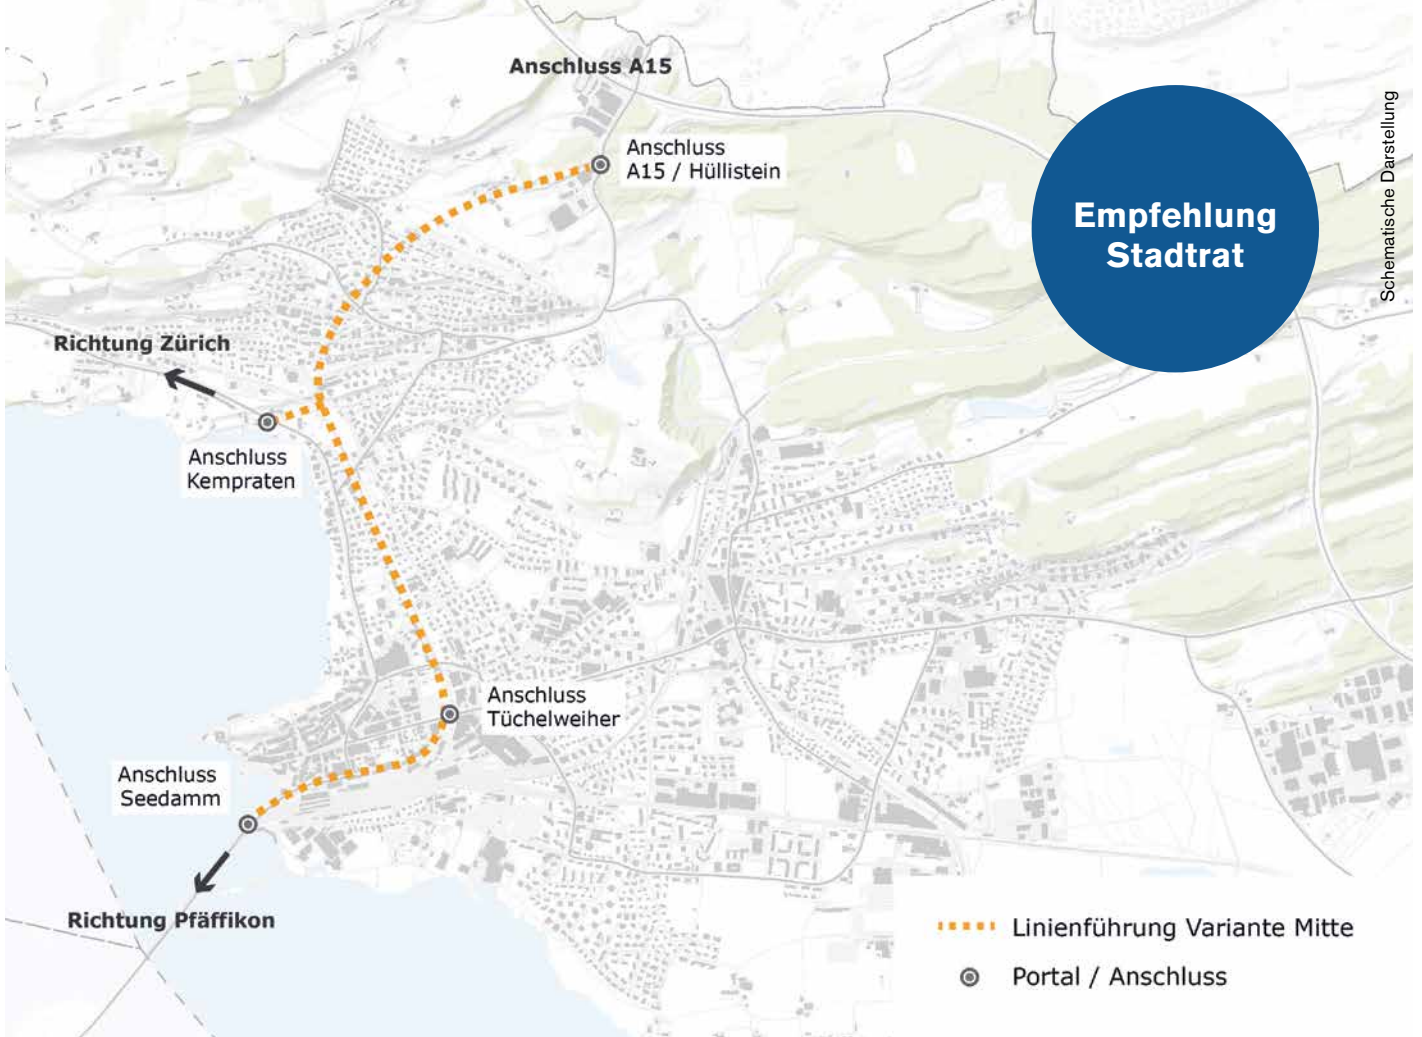 Anschluss A15
Anschluss
A15 / Hüllistein
Empfehlung
Stadtrat
Schematische Darstellung
Richtung Zürich
Anschluss
Kempraten
Anschluss
Tüchelweiher
Anschluss
Seedamm
Richtung Pfäffikon
Linienführung Variante Mitte
Portal / Anschluss